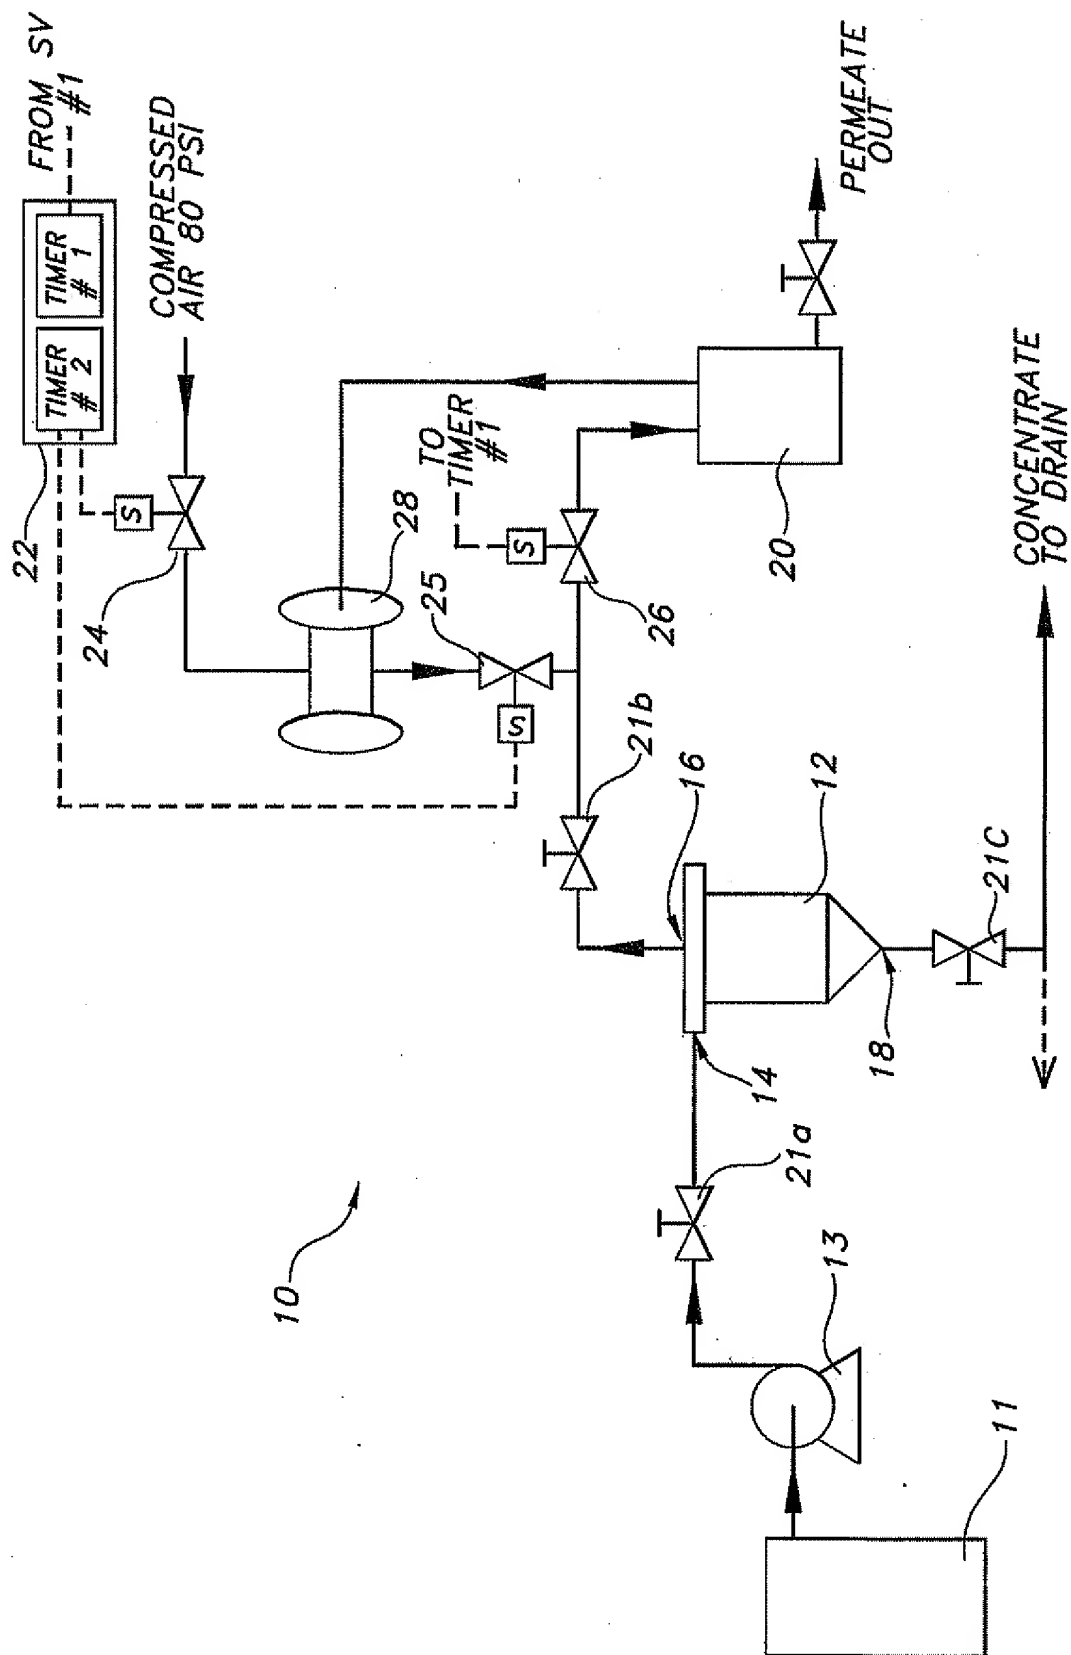 FROM SV
#1
TIMER
# 1
TIMER
# 2
COMPRESSED
AIR 80 PSI
22
24
S
28
25
S
TO
TIMER
#1
S
26
20
PERMEATE
OUT
21b
16
12
14
18
21C
CONCENTRATE
TO DRAIN
10
21a
13
11